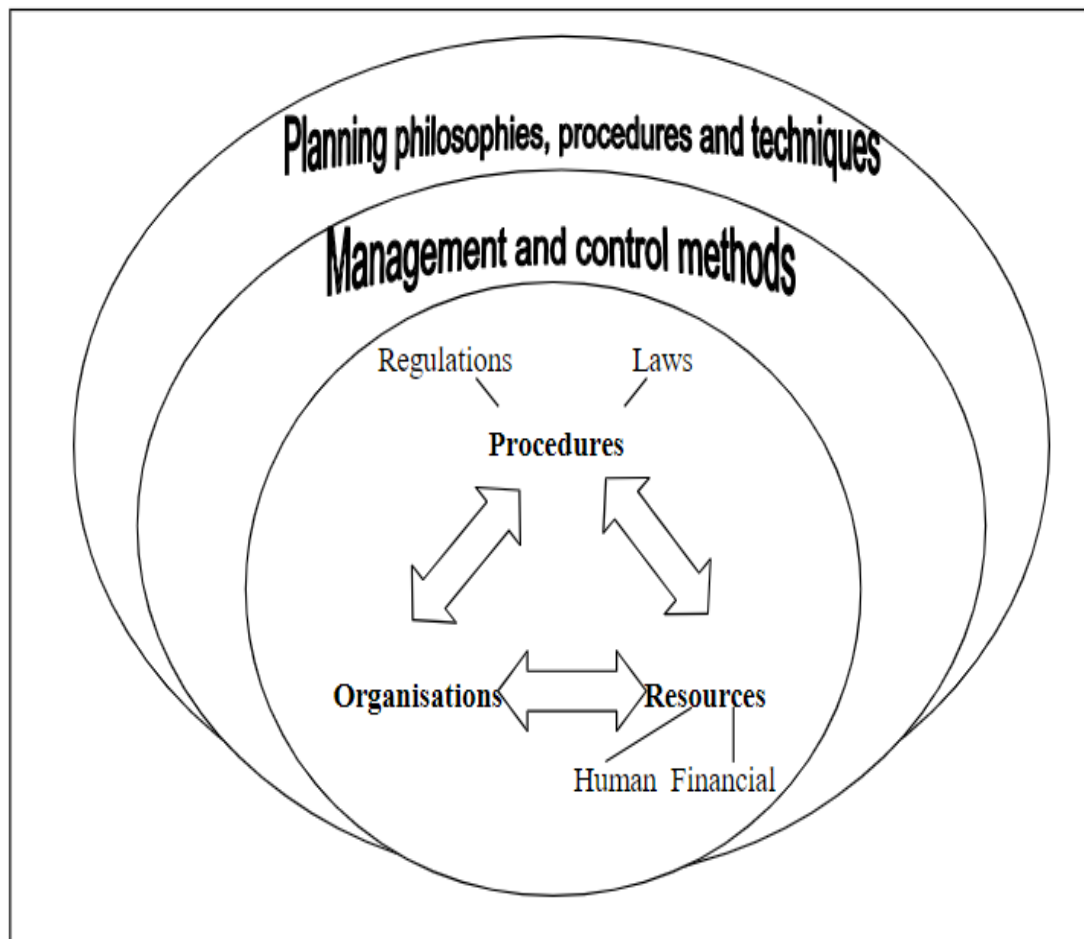 Planning philosophies, procedures and techniques
Management and control methods
Regulations Laws
Procedures
Organisations Resources
Human Financial